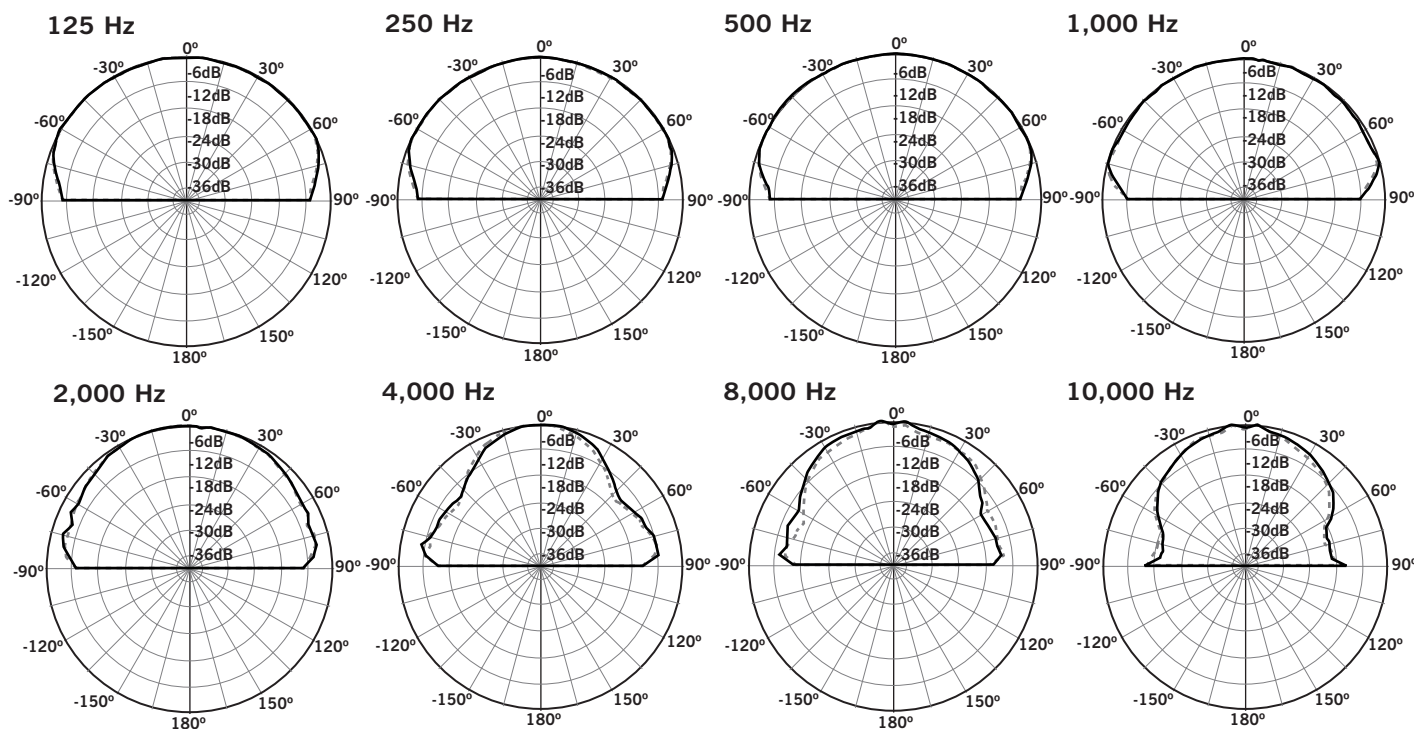 125 Hz
0º
-30º
30º
-60º
60º
-90º
90º
-120º
120º
-150º
150º
180º
-6dB
-12dB
-18dB
-24dB
-30dB
-36dB
250 Hz
0º
-30º
30º
-60º
60º
-90º
90º
-120º
120º
-150º
150º
180º
-6dB
-12dB
-18dB
-24dB
-30dB
-36dB
500 Hz
0º
-30º
30º
-60º
60º
-90º
90º
-120º
120º
-150º
150º
180º
-6dB
-12dB
-18dB
-24dB
-30dB
-36dB
1,000 Hz
0º
-30º
30º
-60º
60º
-90º
90º
-120º
120º
-150º
150º
180º
-6dB
-12dB
-18dB
-24dB
-30dB
-36dB
2,000 Hz
0º
-30º
30º
-60º
60º
-90º
90º
-120º
120º
-150º
150º
180º
-6dB
-12dB
-18dB
-24dB
-30dB
-36dB
4,000 Hz
0º
-30º
30º
-60º
60º
-90º
90º
-120º
120º
-150º
150º
180º
-6dB
-12dB
-18dB
-24dB
-30dB
-36dB
8,000 Hz
0º
-30º
30º
-60º
60º
-90º
90º
-120º
120º
-150º
150º
180º
-6dB
-12dB
-18dB
-24dB
-30dB
-36dB
10,000 Hz
0º
-30º
30º
-60º
60º
-90º
90º
-120º
120º
-150º
150º
180º
-6dB
-12dB
-18dB
-24dB
-30dB
-36dB